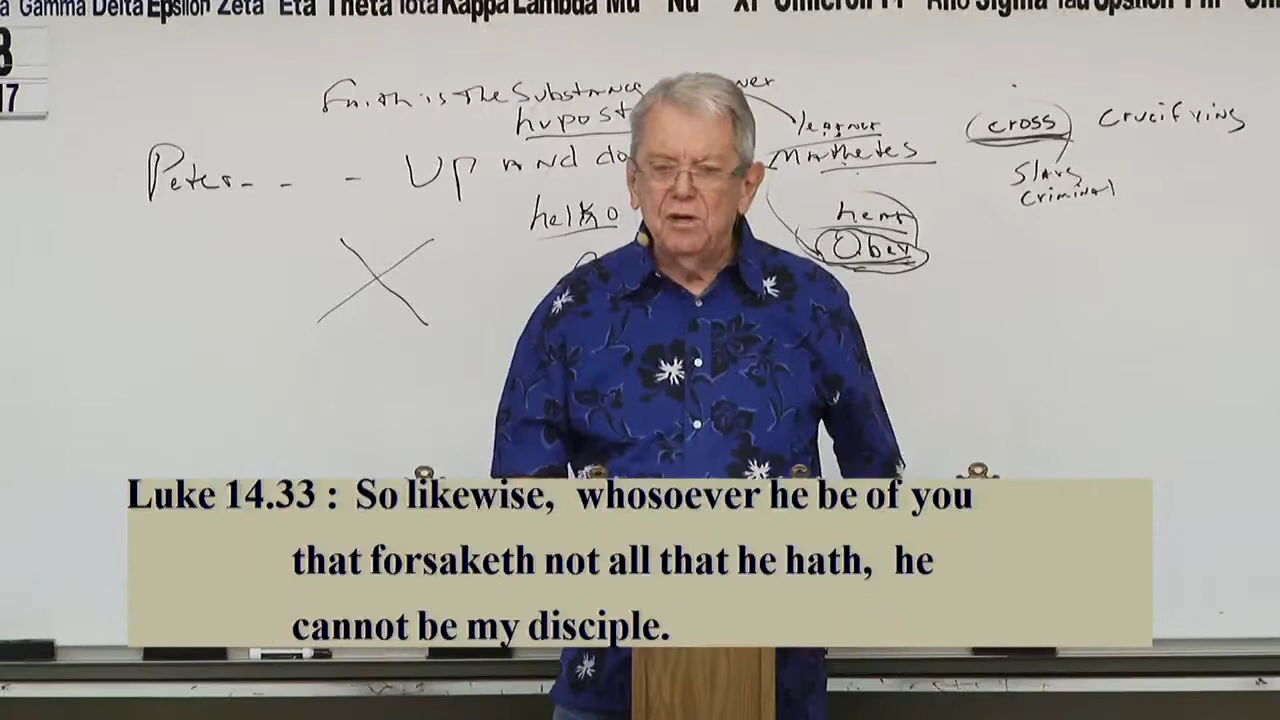 Gamma Delta Epsilon Zeta Eta Theta Iota Kappa Lambda Mu Nu Xi Omicron Pi Rho Sigma Tau Upsilon Phi
8
17
Faith is The Substance
hupost
learner
cross crucifying
Peter - - - Up and do
Mathetes
Slave
criminal
helko
hear
Obey
Luke 14.33 : So likewise, whosoever he be of you
that forsaketh not all that he hath, he
cannot be my disciple.